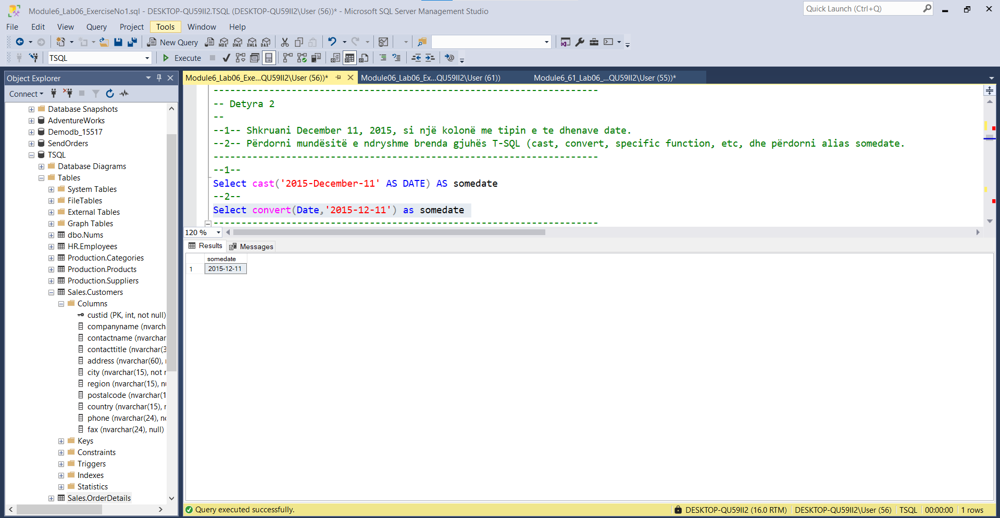 Module6_Lab06_ExerciseNo1.sql - DESKTOP-QU59II2.TSQL (DESKTOP-QU59II2\User (56))* - Microsoft SQL Server Management Studio
Quick Launch (Ctrl+Q)
File Edit View Query Project Tools Window Help
New Query
MDX DMX XMLA DAX
TSQL
Execute
Object Explorer
Module6_Lab06_Exe...QU59II2\User (56))*
Module06_Lab06_Ex...QU59II2\User (61))
Module6_61_Lab06_...QU59II2\User (55))*
Connect
Database Snapshots
AdventureWorks
Demodb_15517
SendOrders
TSQL
Database Diagrams
Tables
System Tables
FileTables
External Tables
Graph Tables
dbo.Nums
HR.Employees
Production.Categories
Production.Products
Production.Suppliers
Sales.Customers
Columns
custid (PK, int, not null)
companyname (nvarch
contactname (nvarchar
contacttitle (nvarchar(3
address (nvarchar(60),
city (nvarchar(15), not
region (nvarchar(15),
postalcode (nvarchar(1
country (nvarchar(15),
phone (nvarchar(24),
fax (nvarchar(24), null)
Keys
Constraints
Triggers
Indexes
Statistics
Sales.OrderDetails
---------------------------------------------------------------------
-- Detyra 2
--
--1-- Shkruani December 11, 2015, si një kolonë me tipin e te dhenave date.
--2-- Përdorni mundësitë e ndryshme brenda gjuhës T-SQL (cast, convert, specific function, etc, dhe përdorni alias somedate.
---------------------------------------------------------------------
--1--
Select cast('2015-December-11' AS DATE) AS somedate
--2--
Select convert(Date,'2015-12-11') as somedate
---------------------------------------------------------------------
120 %
Results Messages
somedate
1 2015-12-11
Query executed successfully.
DESKTOP-QU59II2 (16.0 RTM) DESKTOP-QU59II2\User (56) TSQL 00:00:00 1 rows